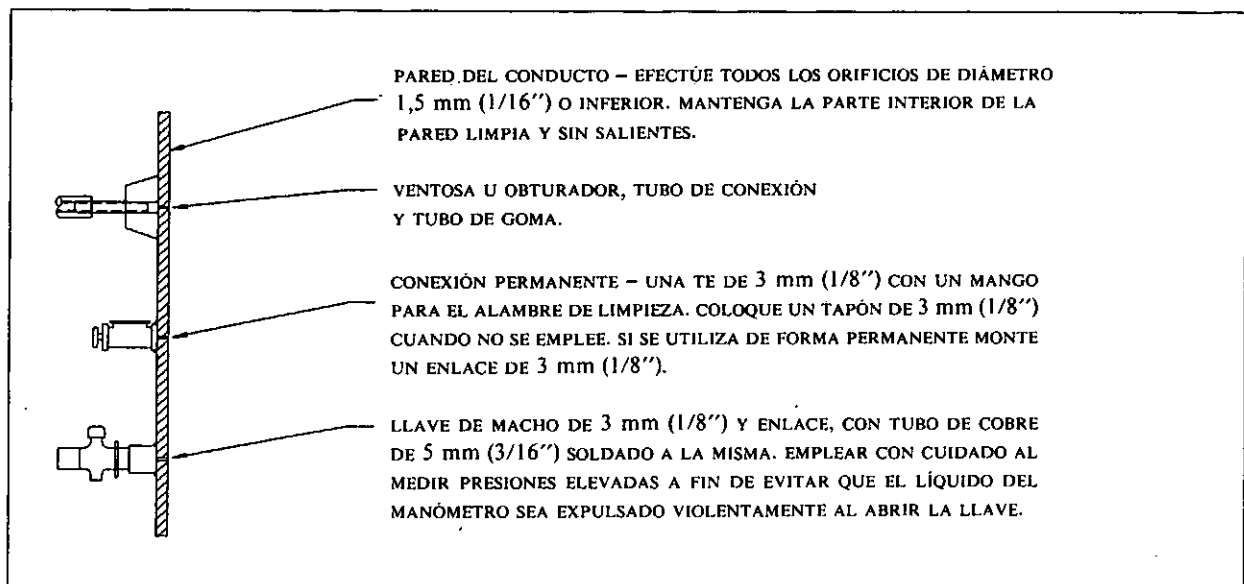 PARED DEL CONDUCTO – EFECTÚE TODOS LOS ORIFICIOS DE DIÁMETRO
1,5 mm (1/16″) O INFERIOR. MANTENGA LA PARTE INTERIOR DE LA
PARED LIMPIA Y SIN SALIENTES.
VENTOSA U OBTURADOR, TUBO DE CONEXIÓN
Y TUBO DE GOMA.
CONEXIÓN PERMANENTE – UNA TE DE 3 mm (1/8″) CON UN MANGO
PARA EL ALAMBRE DE LIMPIEZA. COLOQUE UN TAPÓN DE 3 mm (1/8″)
CUANDO NO SE EMPLEE. SI SE UTILIZA DE FORMA PERMANENTE MONTE
UN ENLACE DE 3 mm (1/8″).
LLAVE DE MACHO DE 3 mm (1/8″) Y ENLACE, CON TUBO DE COBRE
DE 5 mm (3/16″) SOLDADO A LA MISMA. EMPLEAR CON CUIDADO AL
MEDIR PRESIONES ELEVADAS A FIN DE EVITAR QUE EL LÍQUIDO DEL
MANÓMETRO SEA EXPULSADO VIOLENTAMENTE AL ABRIR LA LLAVE.